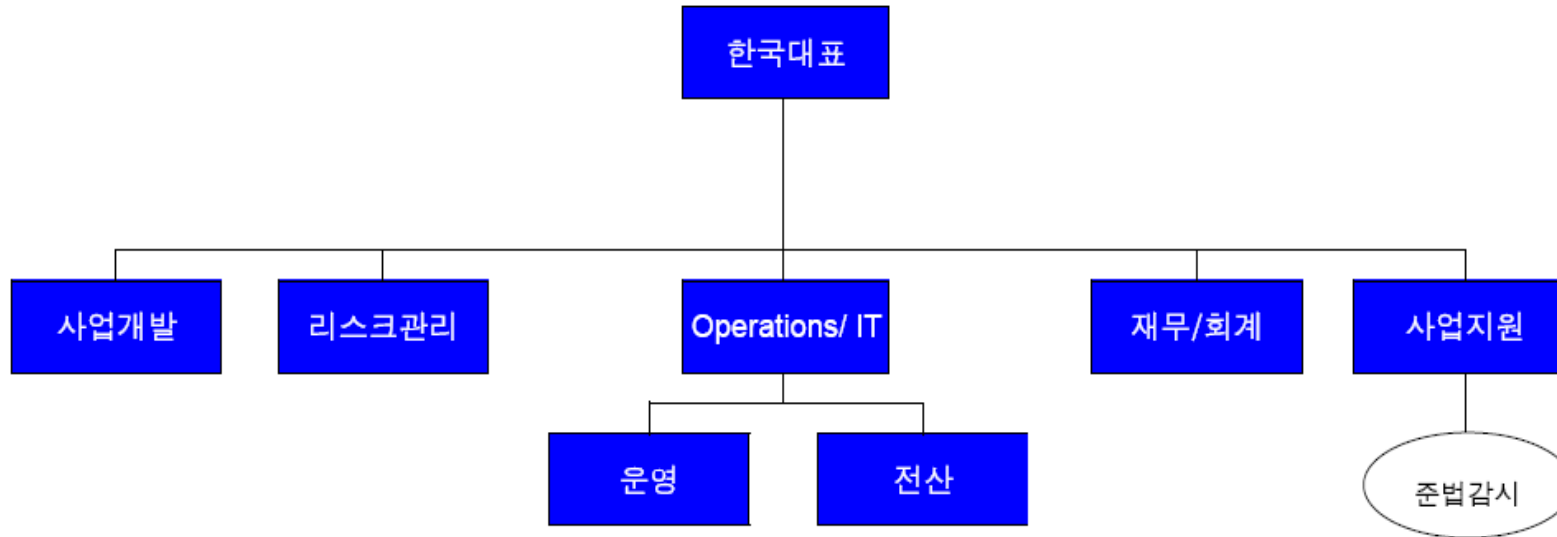 한국대표
사업개발
리스크관리
Operations/ IT
재무/회계
사업지원
운영
전산
준법감시